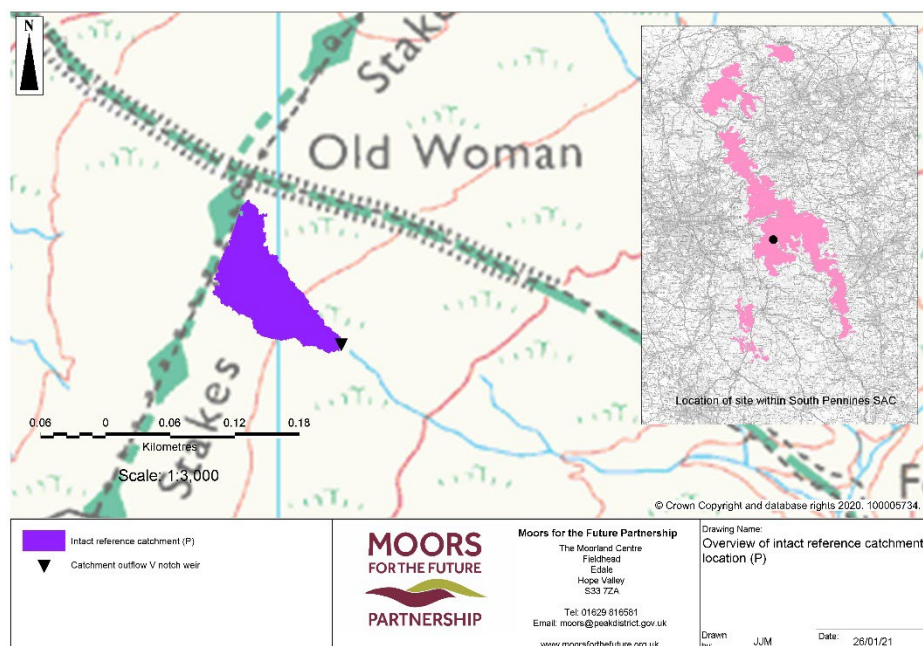 N
Stakes
Old Woman
Stakes
0.06 0 0.06 0.12 0.18
Kilometres
Scale: 1:3,000
Location of site within South Pennines SAC
© Crown Copyright and database rights 2020. 100005734.
Intact reference catchment (P)
Catchment outflow V notch weir
MOORS
FOR THE FUTURE
PARTNERSHIP
Moors for the Future Partnership
The Moorland Centre
Fieldhead
Edale
Hope Valley
S33 7ZA
Tel: 01629 816581
Email: moors@peakdistrict.gov.uk
www.moorsforthefuture.org.uk
Drawing Name:
Overview of intact reference catchment
location (P)
Drawn
by: JJM
Date: 26/01/21